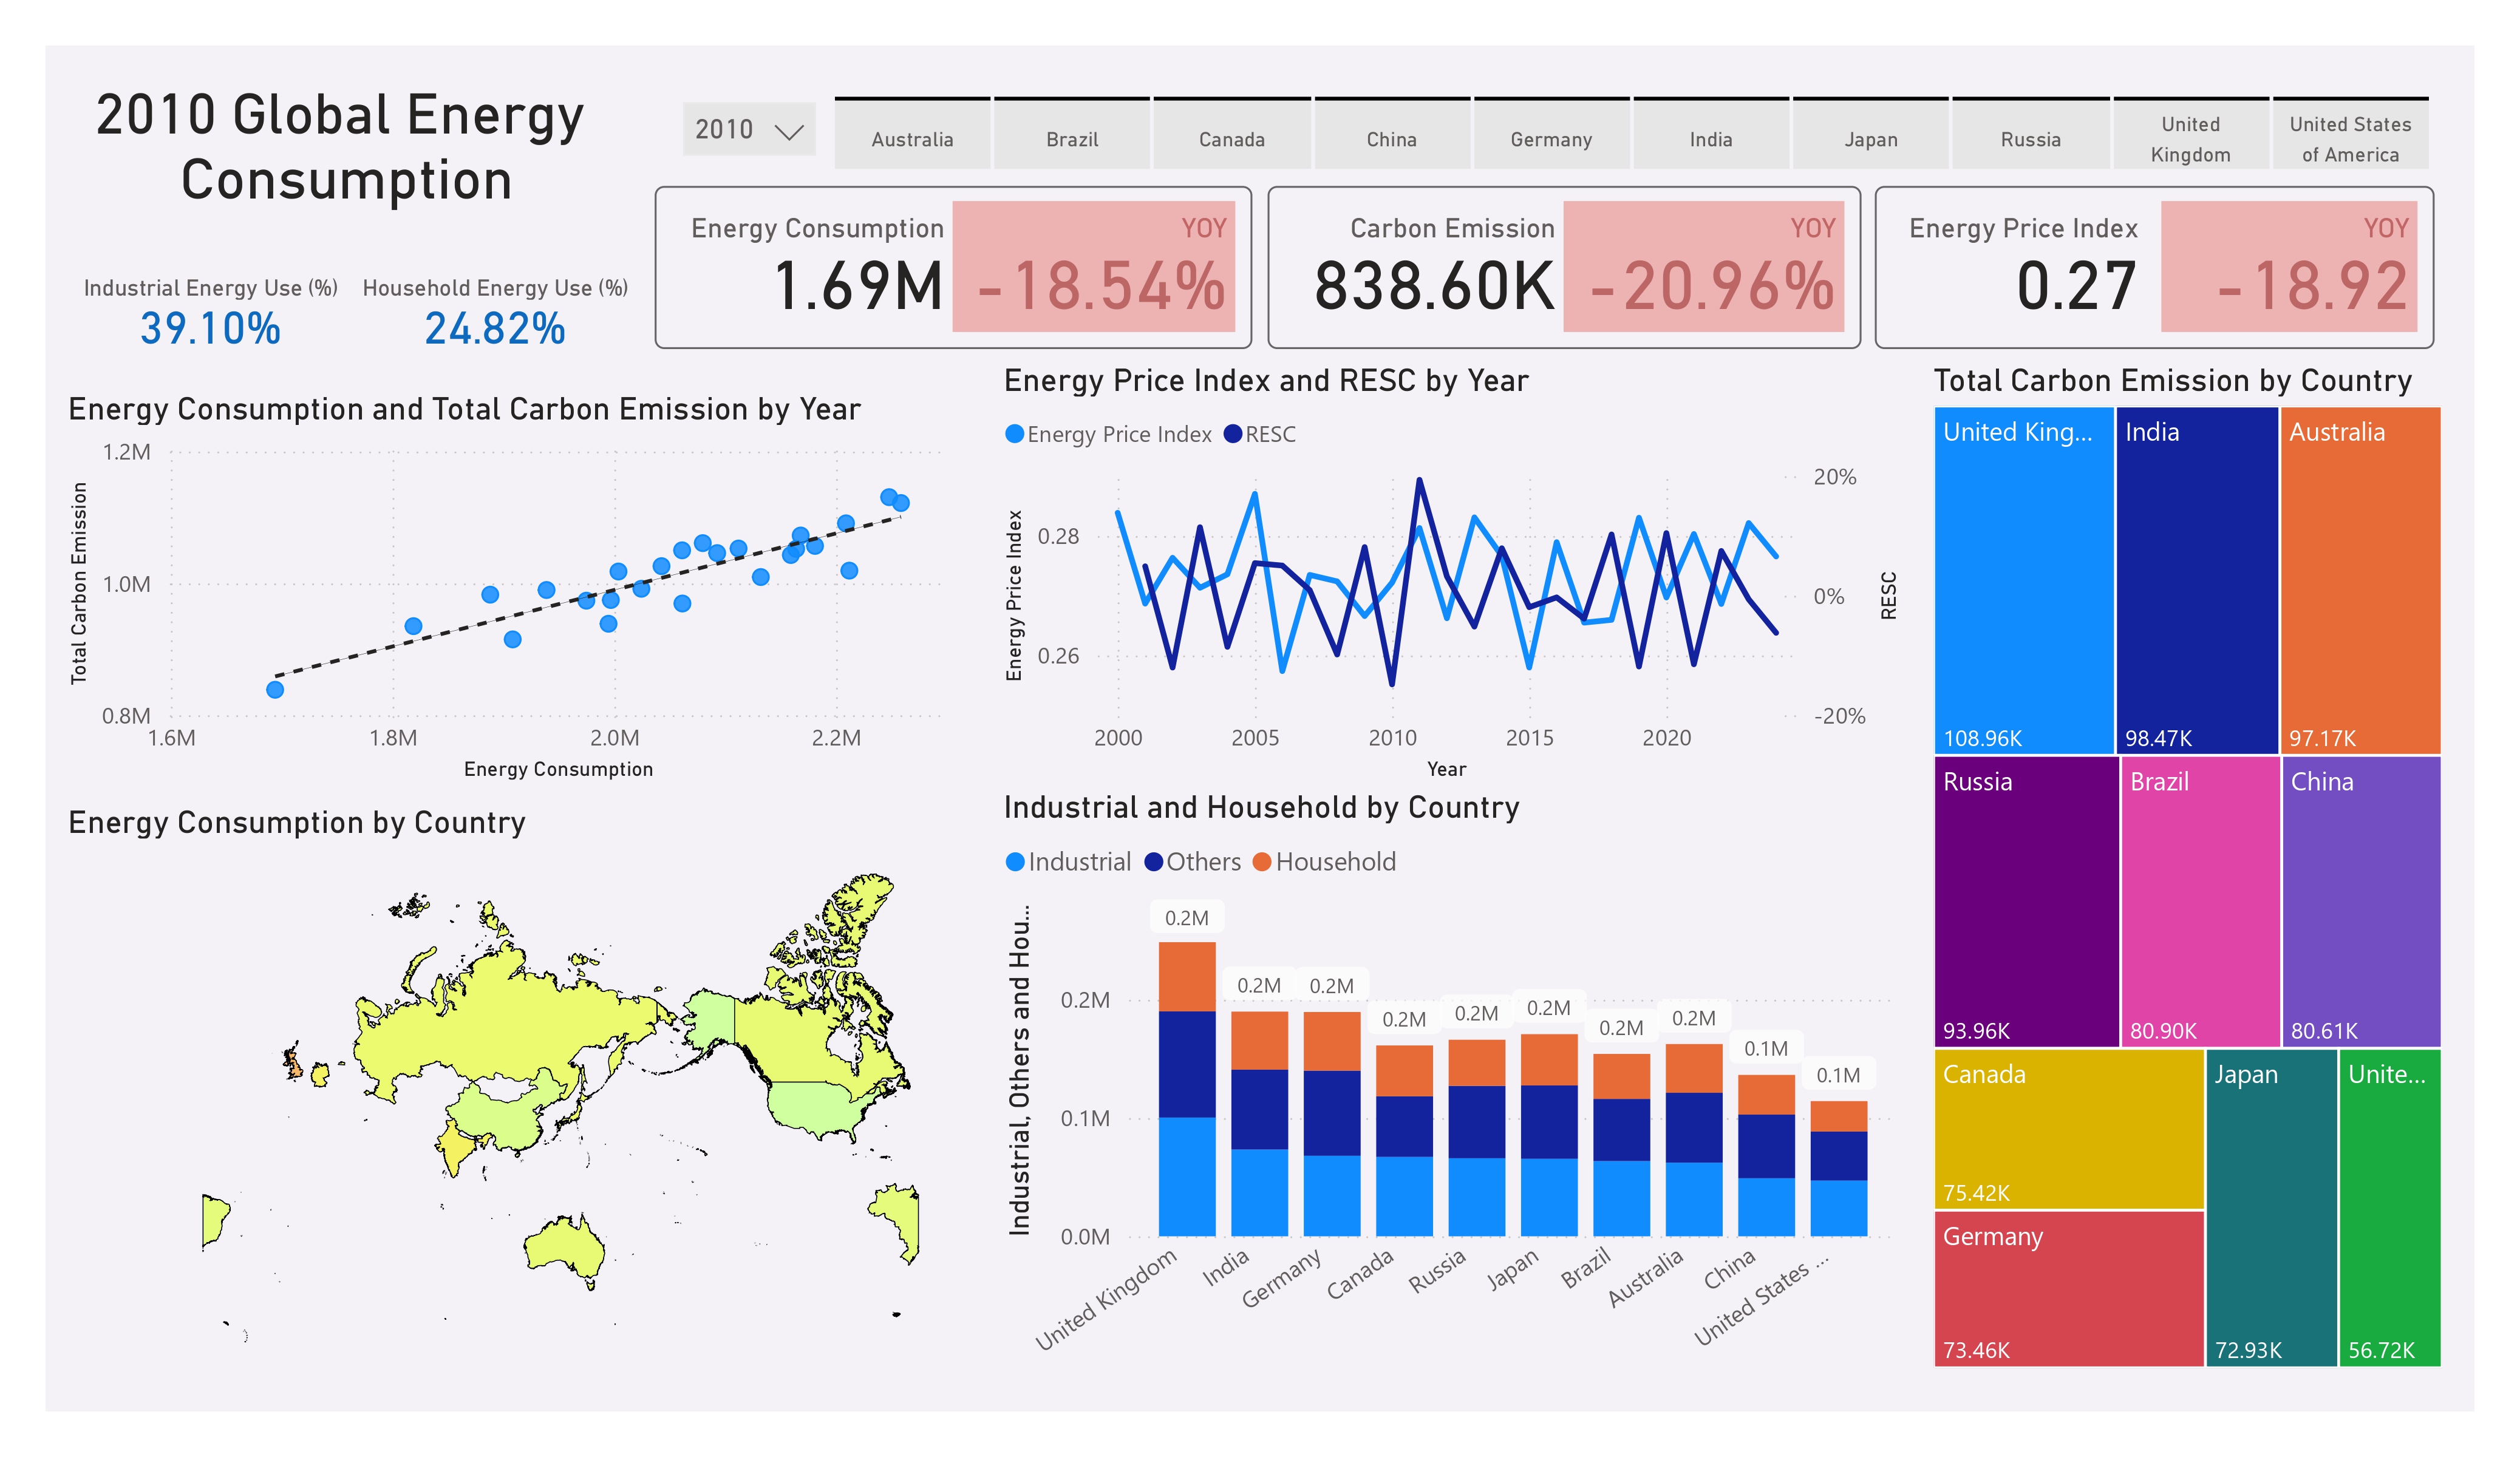 2010 Global Energy
Consumption
2010
Australia
Brazil
Canada
China
Germany
India
Japan
Russia
United
Kingdom
United States
of America
Industrial Energy Use (%)
39.10%
Household Energy Use (%)
24.82%
Energy Consumption
1.69M
YOY
-18.54%
Carbon Emission
838.60K
YOY
-20.96%
Energy Price Index
0.27
YOY
-18.92
Energy Consumption and Total Carbon Emission by Year
Total Carbon Emission
1.2M
1.0M
0.8M
1.6M
1.8M
2.0M
2.2M
Energy Consumption
Energy Price Index and RESC by Year
Energy Price Index
RESC
Energy Price Index
0.28
0.26
20%
0%
-20%
RESC
2000
2005
2010
2015
2020
Year
Total Carbon Emission by Country
United King...
108.96K
India
98.47K
Australia
97.17K
Russia
93.96K
Brazil
80.90K
China
80.61K
Canada
75.42K
Germany
73.46K
Japan
72.93K
Unite...
56.72K
Energy Consumption by Country
Industrial and Household by Country
Industrial
Others
Household
Industrial, Others and Hou...
0.2M
0.1M
0.0M
0.2M
0.2M
0.2M
0.2M
0.2M
0.2M
0.2M
0.2M
0.1M
0.1M
United Kingdom
India
Germany
Canada
Russia
Japan
Brazil
Australia
China
United States ...